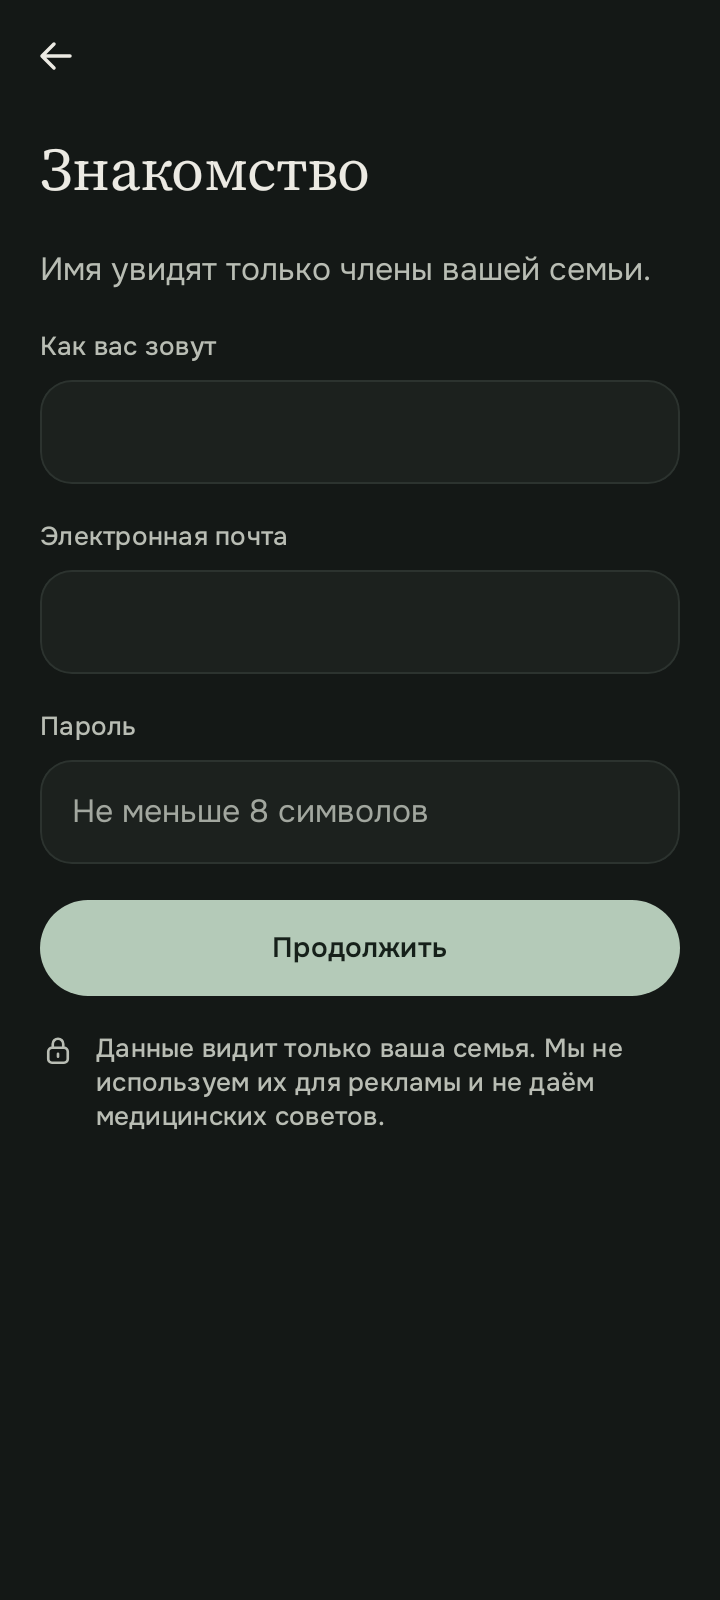 Знакомство
Имя увидят только члены вашей семьи.
Как вас зовут
Электронная почта
Пароль
Не меньше 8 символов
Продолжить
Данные видит только ваша семья. Мы не
используем их для рекламы и не даём
медицинских советов.